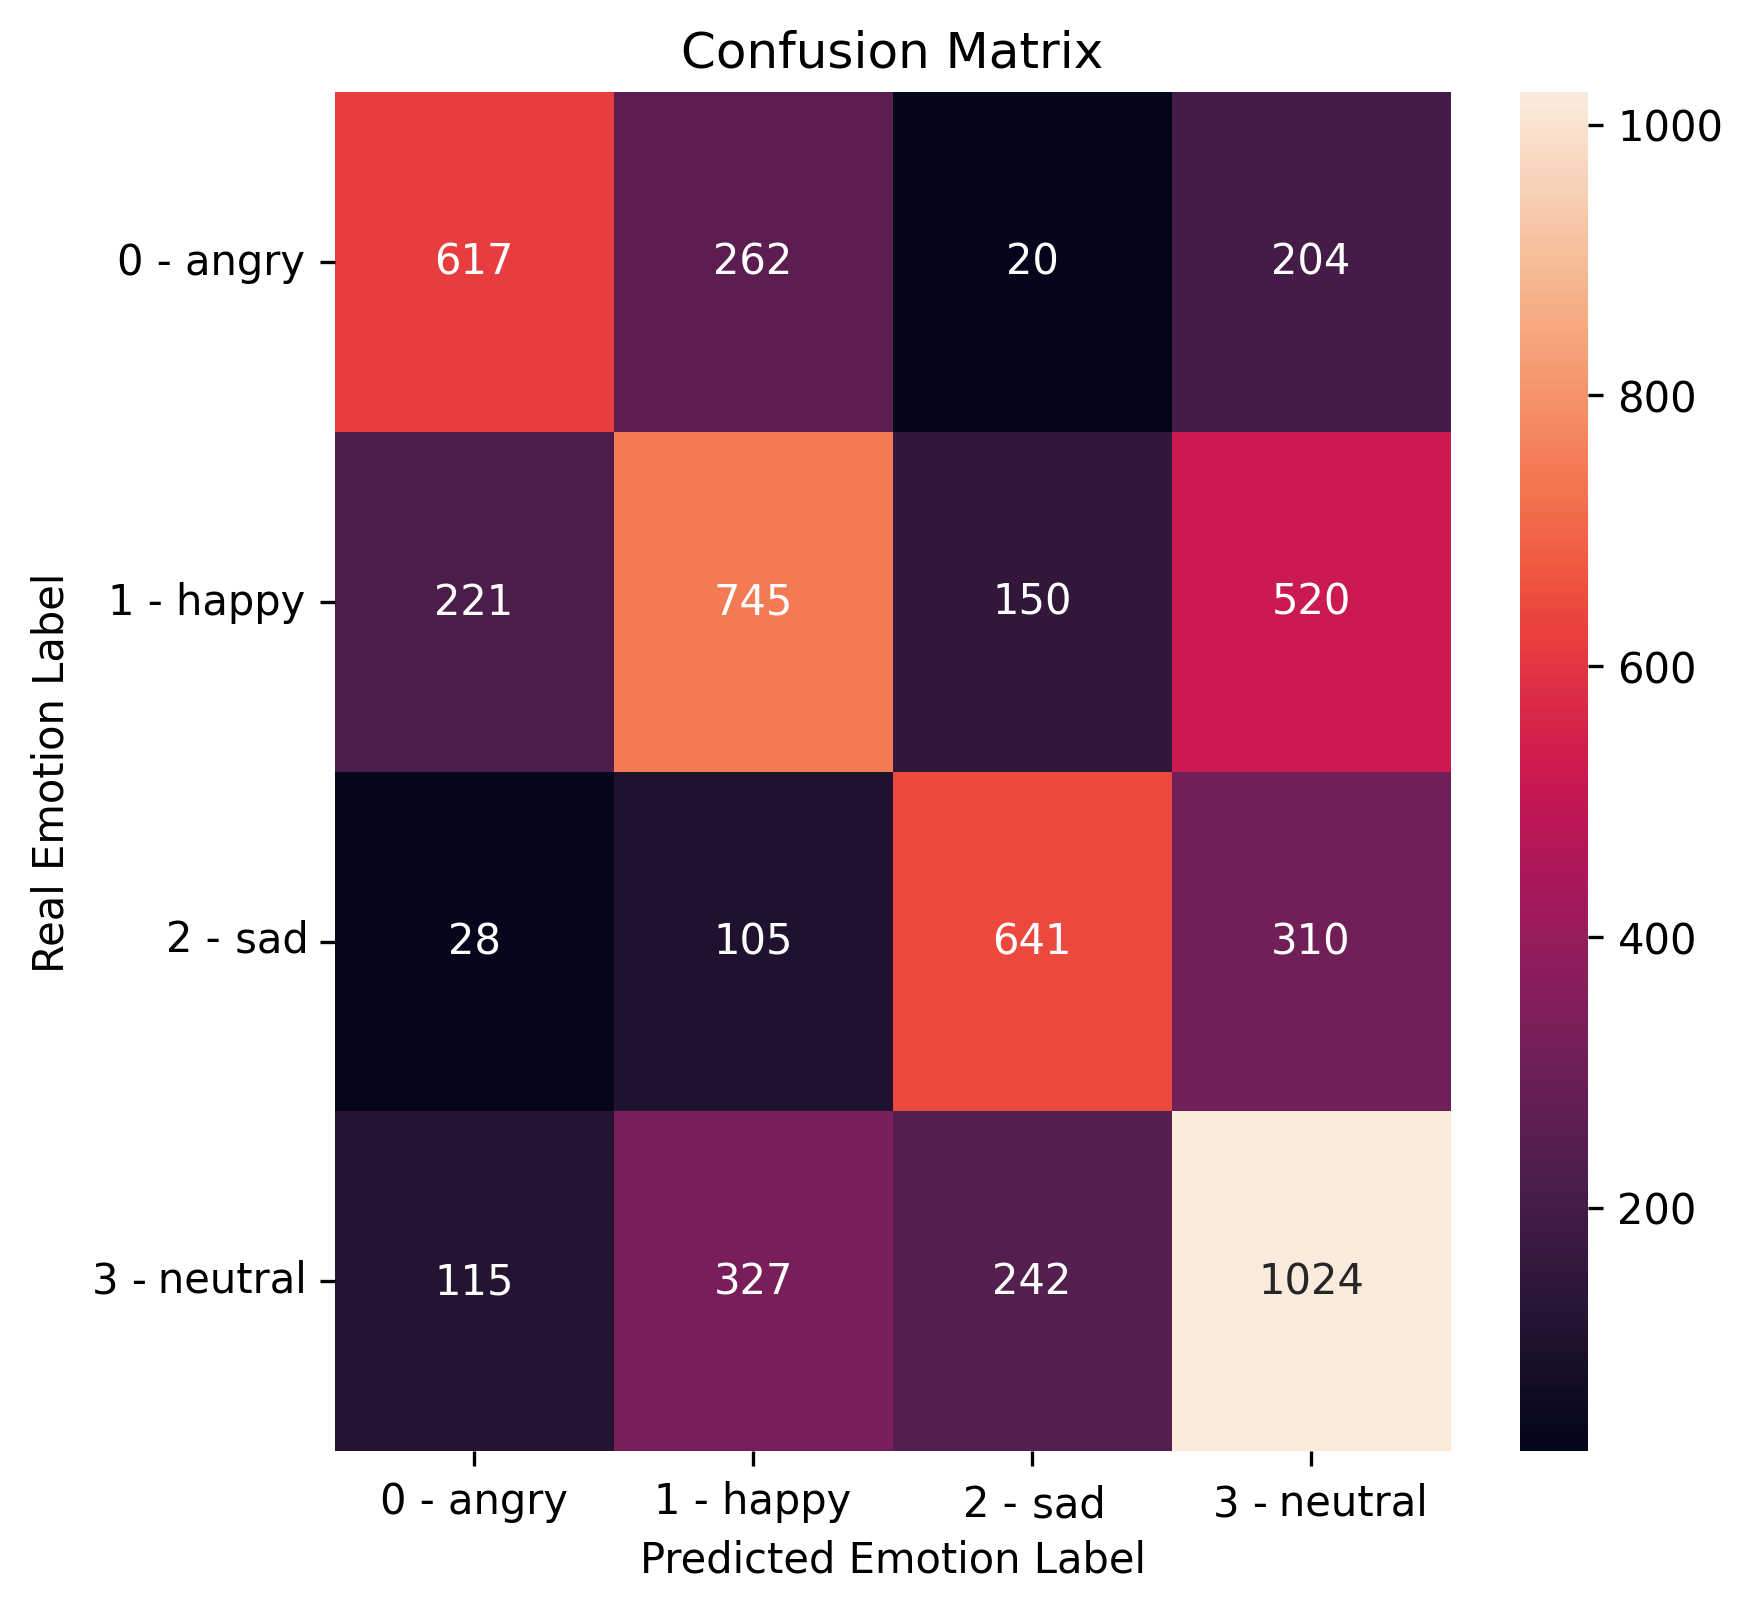 Confusion Matrix
0 - angry 617 262 20 204
1 - happy 221 745 150 520
2 - sad 28 105 641 310
3 - neutral 115 327 242 1024
0 - angry 1 - happy 2 - sad 3 - neutral
Predicted Emotion Label
Real Emotion Label
1000
800
600
400
200